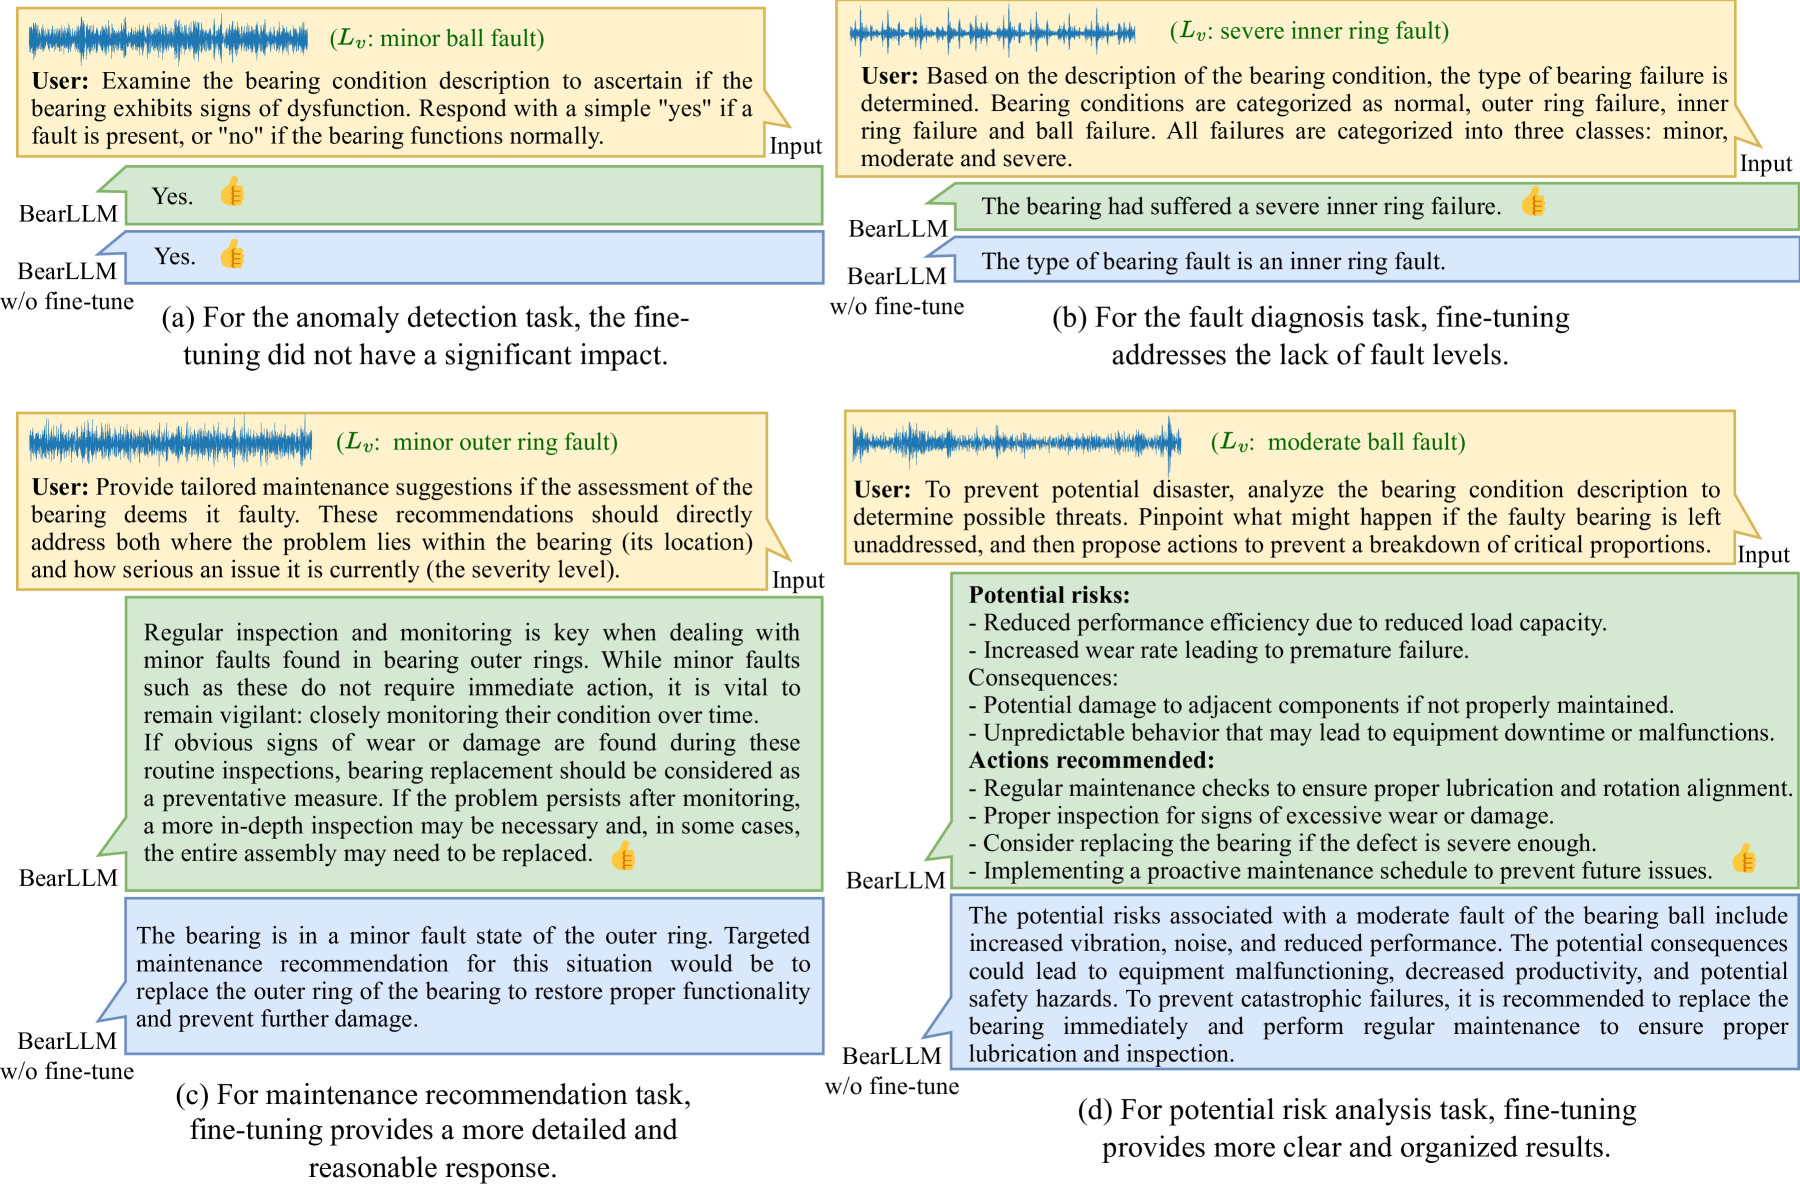 (Lv: minor ball fault)
User: Examine the bearing condition description to ascertain if the
bearing exhibits signs of dysfunction. Respond with a simple "yes" if a
fault is present, or "no" if the bearing functions normally.
Input
Yes.
BearLLM
Yes.
BearLLM
w/o fine-tune
(a) For the anomaly detection task, the fine-
tuning did not have a significant impact.
(Lv: severe inner ring fault)
User: Based on the description of the bearing condition, the type of bearing failure is
determined. Bearing conditions are categorized as normal, outer ring failure, inner
ring failure and ball failure. All failures are categorized into three classes: minor,
moderate and severe.
Input
The bearing had suffered a severe inner ring failure.
BearLLM
The type of bearing fault is an inner ring fault.
BearLLM
w/o fine-tune
(b) For the fault diagnosis task, fine-tuning
addresses the lack of fault levels.
(Lv: minor outer ring fault)
User: Provide tailored maintenance suggestions if the assessment of the
bearing deems it faulty. These recommendations should directly
address both where the problem lies within the bearing (its location)
and how serious an issue it is currently (the severity level).
Input
Regular inspection and monitoring is key when dealing with
minor faults found in bearing outer rings. While minor faults
such as these do not require immediate action, it is vital to
remain vigilant: closely monitoring their condition over time.
If obvious signs of wear or damage are found during these
routine inspections, bearing replacement should be considered as
a preventative measure. If the problem persists after monitoring,
a more in-depth inspection may be necessary and, in some cases,
the entire assembly may need to be replaced.
BearLLM
The bearing is in a minor fault state of the outer ring. Targeted
maintenance recommendation for this situation would be to
replace the outer ring of the bearing to restore proper functionality
and prevent further damage.
BearLLM
w/o fine-tune
(c) For maintenance recommendation task,
fine-tuning provides a more detailed and
reasonable response.
(Lv: moderate ball fault)
User: To prevent potential disaster, analyze the bearing condition description to
determine possible threats. Pinpoint what might happen if the faulty bearing is left
unaddressed, and then propose actions to prevent a breakdown of critical proportions.
Input
Potential risks:
- Reduced performance efficiency due to reduced load capacity.
- Increased wear rate leading to premature failure.
Consequences:
- Potential damage to adjacent components if not properly maintained.
- Unpredictable behavior that may lead to equipment downtime or malfunctions.
Actions recommended:
- Regular maintenance checks to ensure proper lubrication and rotation alignment.
- Proper inspection for signs of excessive wear or damage.
- Consider replacing the bearing if the defect is severe enough.
- Implementing a proactive maintenance schedule to prevent future issues.
BearLLM
The potential risks associated with a moderate fault of the bearing ball include
increased vibration, noise, and reduced performance. The potential consequences
could lead to equipment malfunctioning, decreased productivity, and potential
safety hazards. To prevent catastrophic failures, it is recommended to replace the
bearing immediately and perform regular maintenance to ensure proper
lubrication and inspection.
BearLLM
w/o fine-tune
(d) For potential risk analysis task, fine-tuning
provides more clear and organized results.